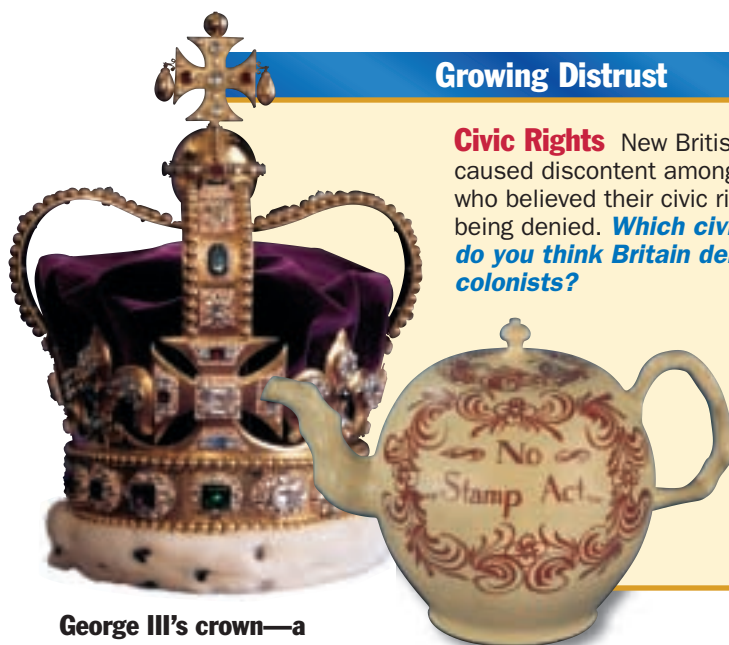 Growing Distrust
Civic Rights New Britis
caused discontent among
who believed their civic ri
being denied. Which civ
do you think Britain de
colonists?
No
Stamp Act
George III's crown—a